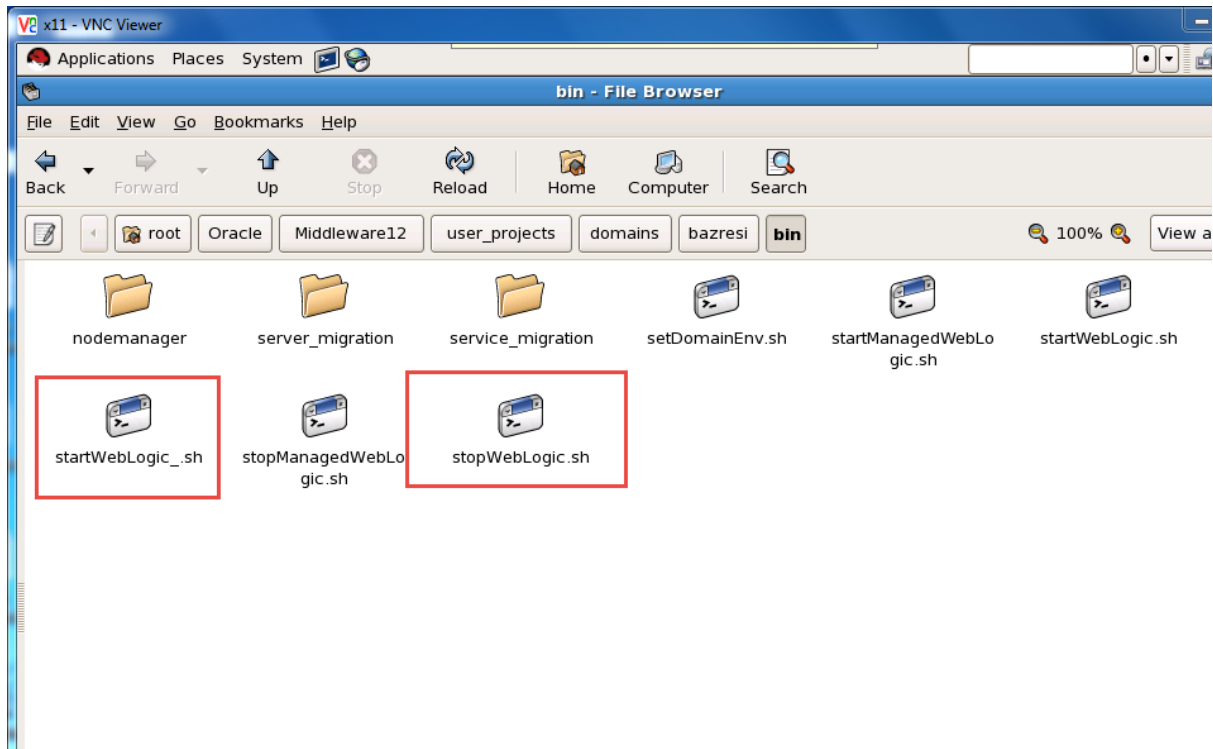 x11 - VNC Viewer
Applications Places System
bin - File Browser
File Edit View Go Bookmarks Help
Back Forward Up Stop Reload Home Computer Search
root Oracle Middleware12 user_projects domains bazresi bin 100% View a
nodemanager server_migration service_migration setDomainEnv.sh startManagedWebLo startWebLogic.sh
gic.sh
startWebLogic_.sh stopManagedWebLo stopWebLogic.sh
gic.sh